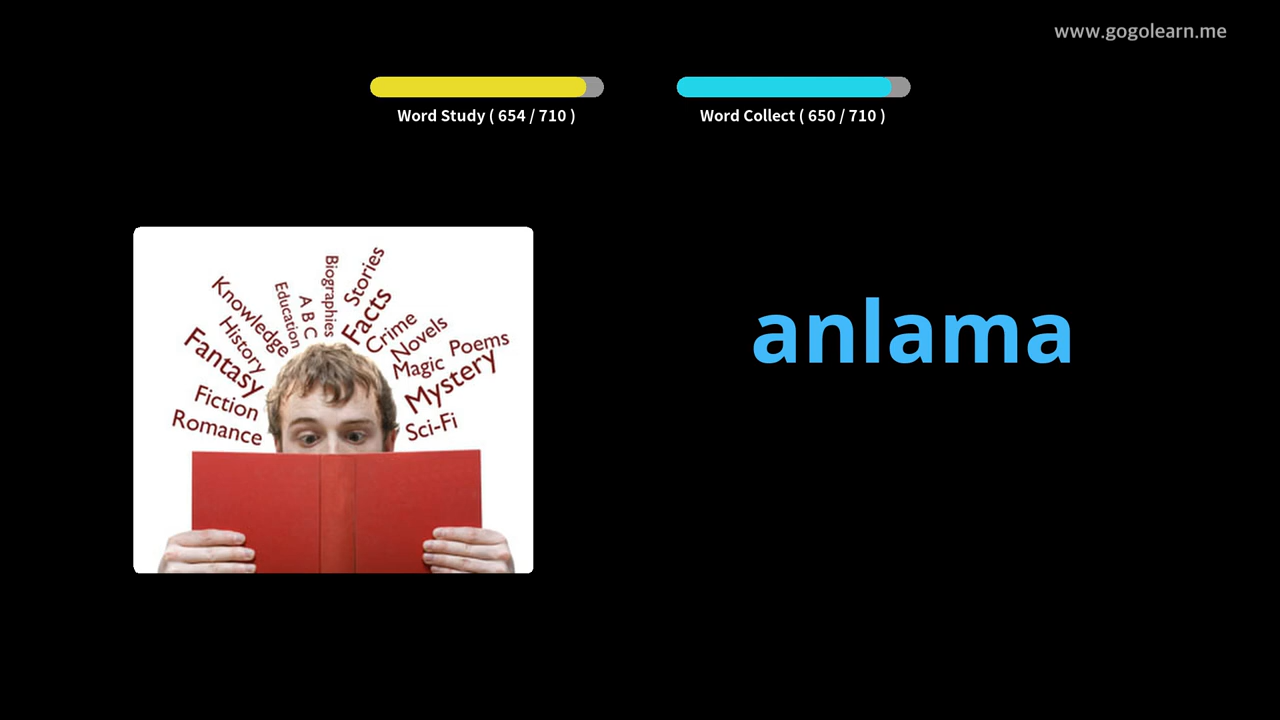 www.gogolearn.me
Word Study ( 654 / 710 )
Word Collect ( 650 / 710 )
Knowledge
History
Fantasy
Fiction
Romance
Education
A B C
Biographies
Stories
Facts
Crime
Novels
Magic
Poems
Mystery
Sci-Fi
anlama